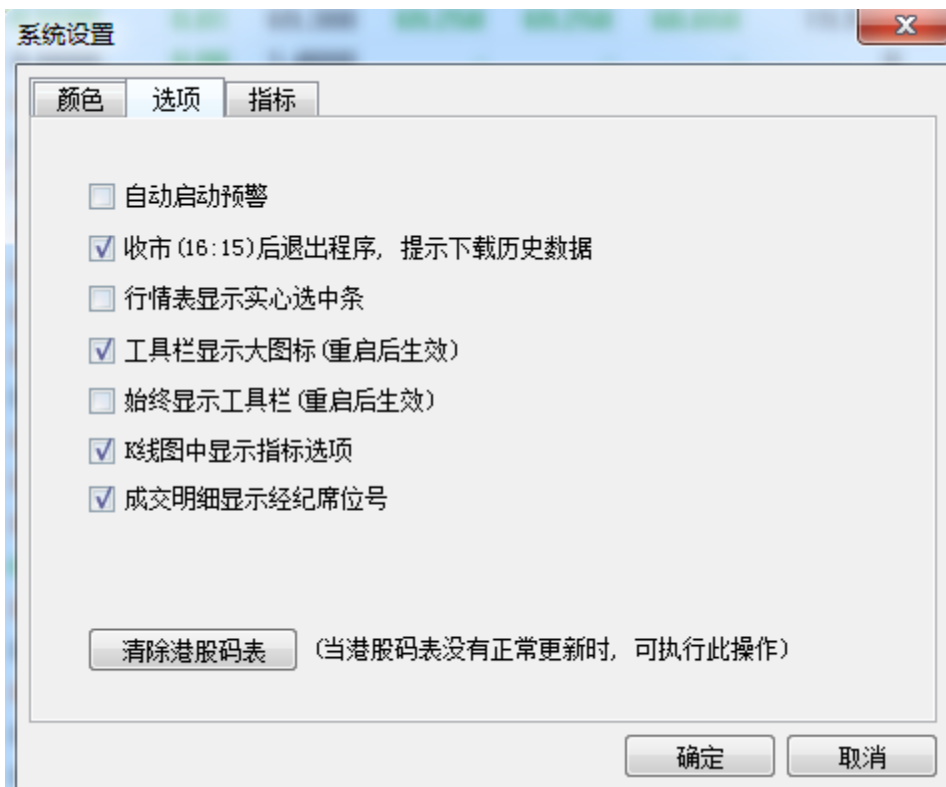 系统设置
颜色 选项 指标
自动启动预警
收市(16:15)后退出程序, 提示下载历史数据
行情表显示实心选中条
工具栏显示大图标(重启后生效)
始终显示工具栏(重启后生效)
K线图中显示指标选项
成交明细显示经纪席位号
清除港股码表 (当港股码表没有正常更新时, 可执行此操作)
确定 取消